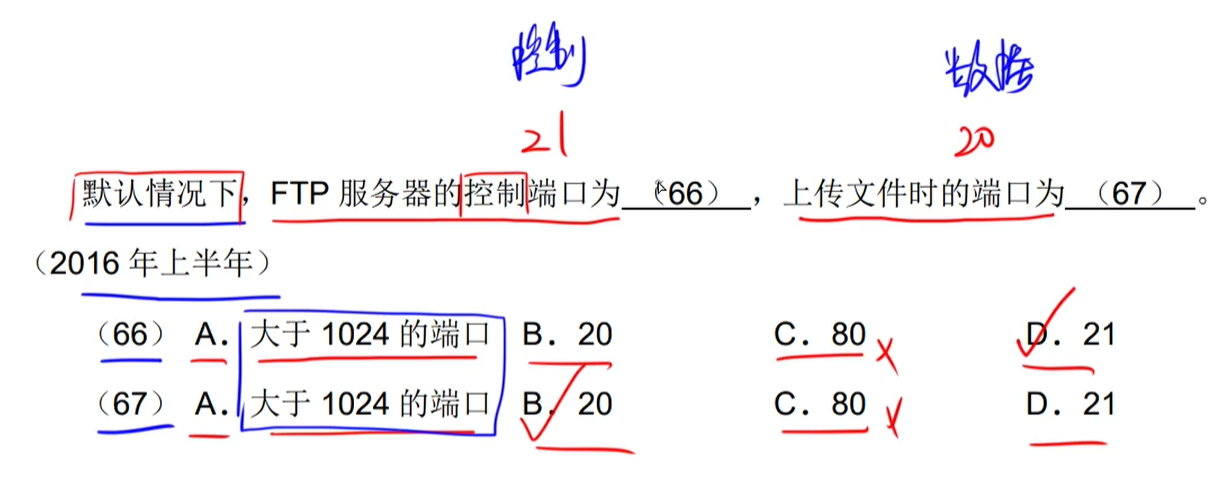 控制 数据
21 20
默认情况下，FTP 服务器的控制端口为（66），上传文件时的端口为（67）。
（2016 年上半年）
（66） A．大于 1024 的端口 B．20 C．80 D．21
（67） A．大于 1024 的端口 B．20 C．80 D．21